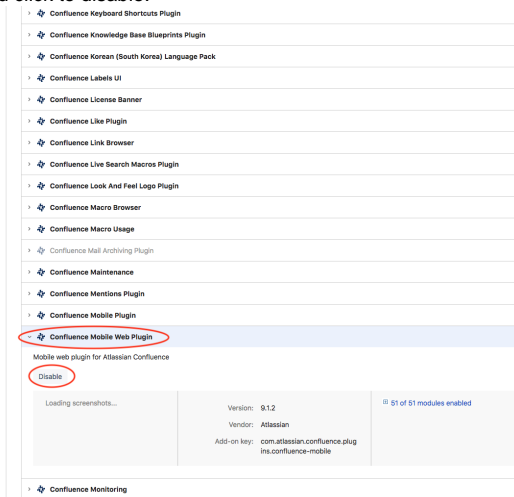 Confluence Keyboard Shortcuts Plugin
Confluence Knowledge Base Blueprints Plugin
Confluence Korean (South Korea) Language Pack
Confluence Labels UI
Confluence License Banner
Confluence Like Plugin
Confluence Link Browser
Confluence Live Search Macros Plugin
Confluence Look And Feel Logo Plugin
Confluence Macro Browser
Confluence Macro Usage
Confluence Mail Archiving Plugin
Confluence Maintenance
Confluence Mentions Plugin
Confluence Mobile Plugin
Confluence Mobile Web Plugin
Mobile web plugin for Atlassian Confluence
Disable
Loading screenshots...
Version: 9.1.2
Vendor: Atlassian
Add-on key: com.atlassian.confluence.plug
ins.confluence-mobile
51 of 51 modules enabled
Confluence Monitoring